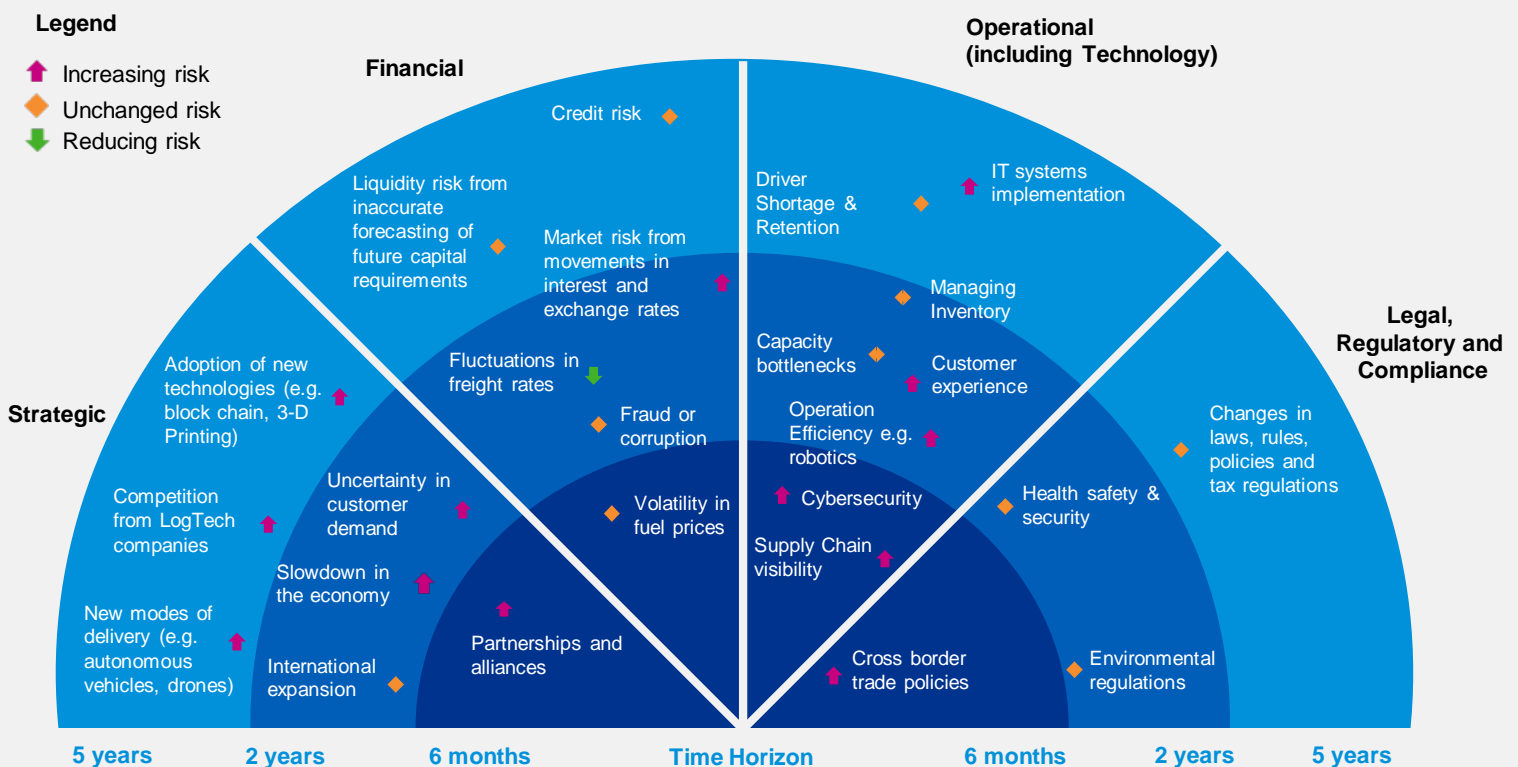 Legend
Increasing risk
Unchanged risk
Reducing risk
Strategic
Financial
Operational
(including Technology)
Legal,
Regulatory and
Compliance
Adoption of new
technologies (e.g.
block chain, 3-D
Printing)
Competition
from LogTech
companies
New modes of
delivery (e.g.
autonomous
vehicles, drones)
Uncertainty in
customer
demand
Slowdown in
the economy
International
expansion
Partnerships and
alliances
Credit risk
Liquidity risk from
inaccurate
forecasting of
future capital
requirements
Market risk from
movements in
interest and
exchange rates
Fluctuations in
freight rates
Fraud or
corruption
Volatility in
fuel prices
Driver
Shortage &
Retention
IT systems
implementation
Managing
Inventory
Capacity
bottlenecks
Customer
experience
Operation
Efficiency e.g.
robotics
Cybersecurity
Supply Chain
visibility
Changes in
laws, rules,
policies and
tax regulations
Health safety &
security
Environmental
regulations
Cross border
trade policies
5 years
2 years
6 months
Time Horizon
6 months
2 years
5 years